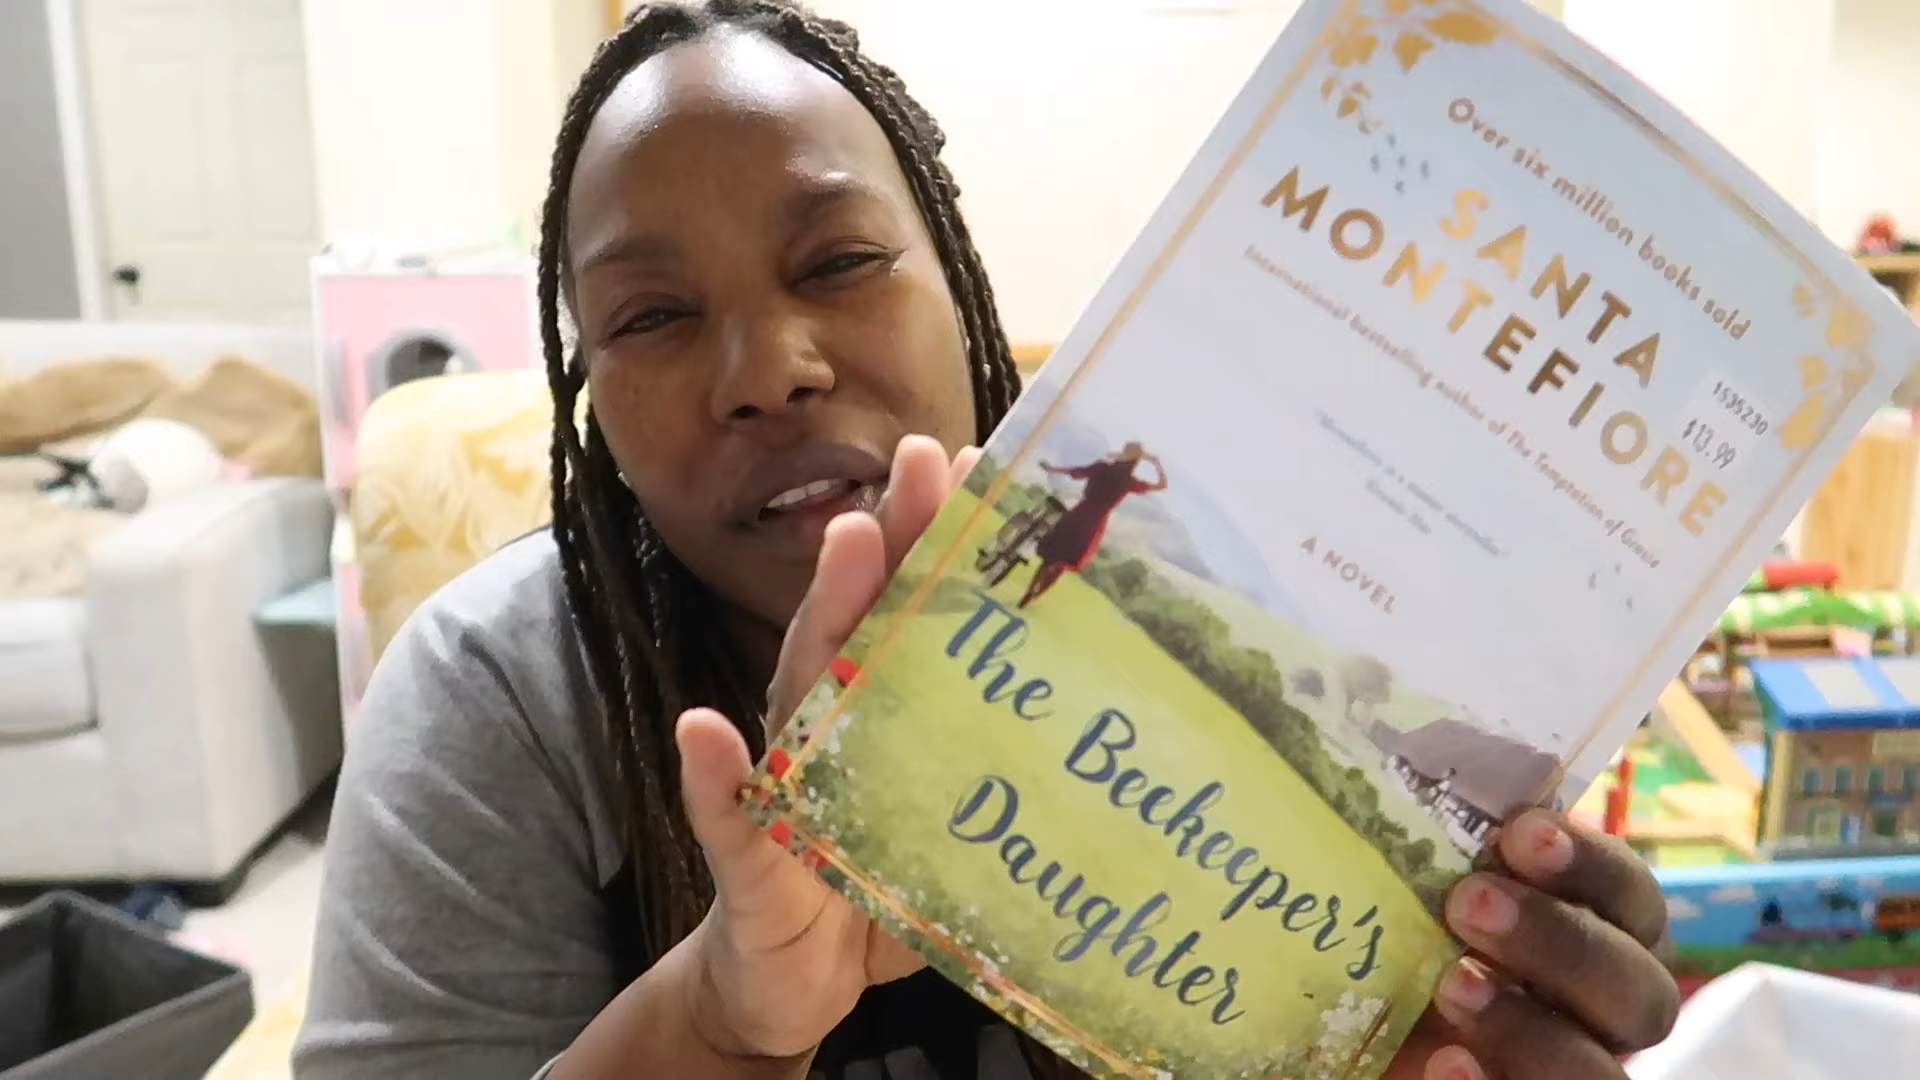 Over six million books sold
SANTA
MONTEFIORE
International bestselling author of The Temptation of Gracie
1535230
$13.99
A NOVEL
The Beekeeper's
Daughter